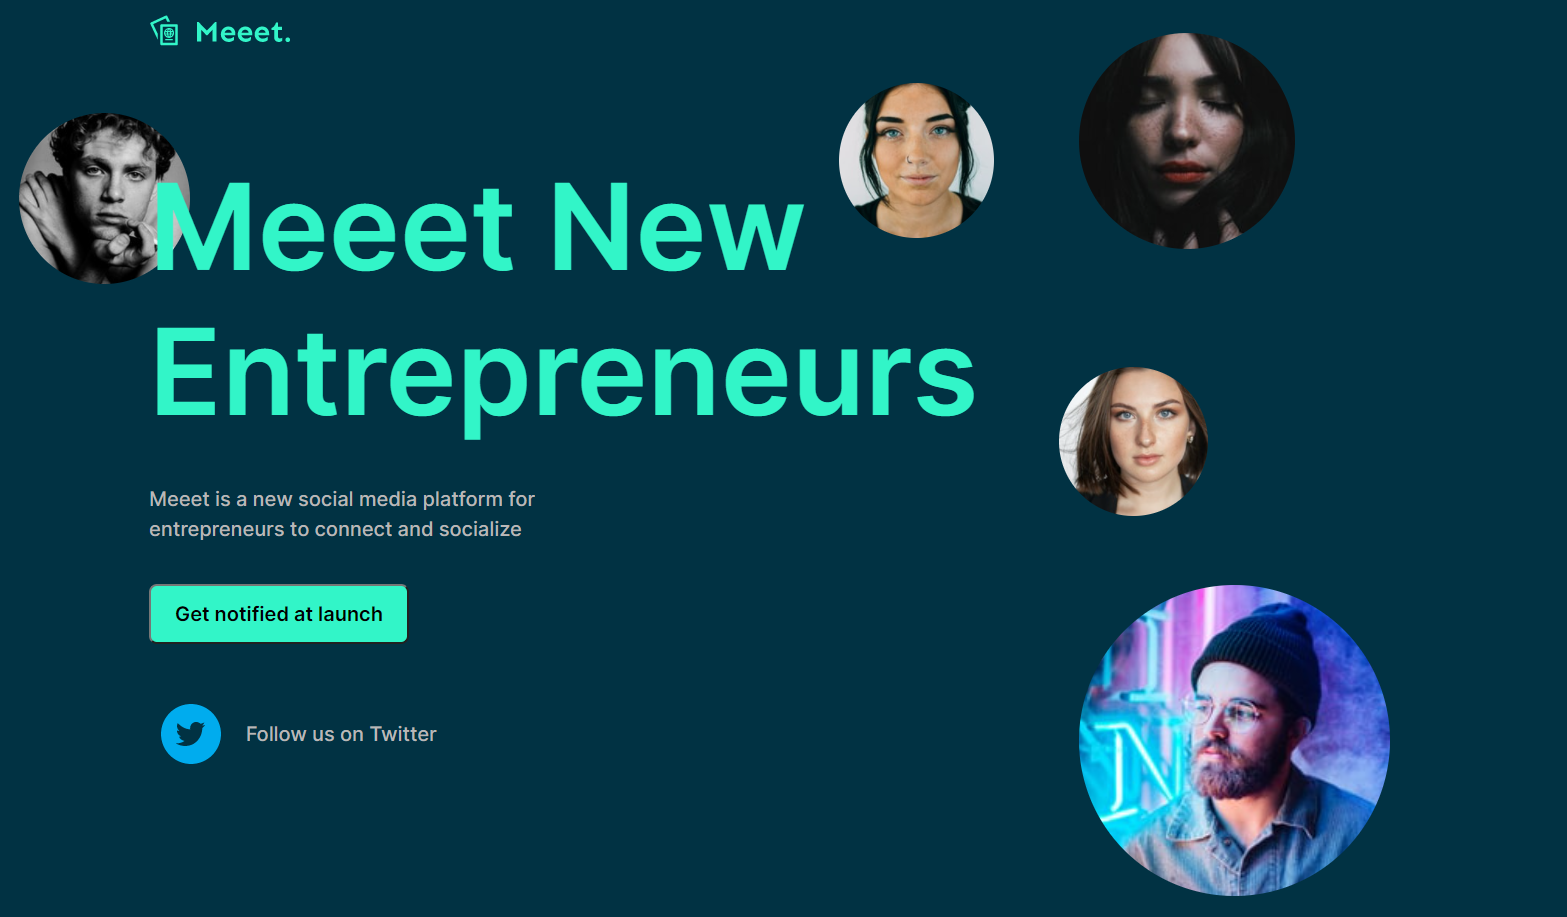 Meeet.
Meeet New
Entrepreneurs
Meeet is a new social media platform for
entrepreneurs to connect and socialize
Get notified at launch
Follow us on Twitter
N